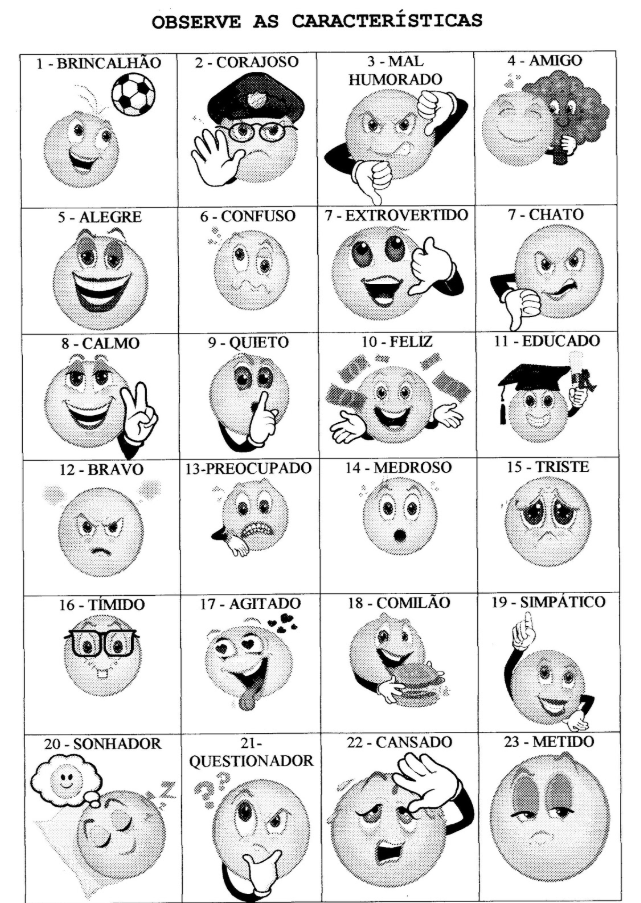 OBSERVE AS CARACTERÍSTICAS
1 - BRINCALHÃO
2 - CORAJOSO
3 - MAL
HUMORADO
4 - AMIGO
5 - ALEGRE
6 - CONFUSO
7 - EXTROVERTIDO
7 - CHATO
8 - CALMO
9 - QUIETO
10 - FELIZ
11 - EDUCADO
12 - BRAVO
13-PREOCUPADO
14 - MEDROSO
15 - TRISTE
16 - TÍMIDO
17 - AGITADO
18 - COMILÃO
19 - SIMPÁTICO
20 - SONHADOR
21-
QUESTIONADOR
22 - CANSADO
23 - METIDO
ZZ
???